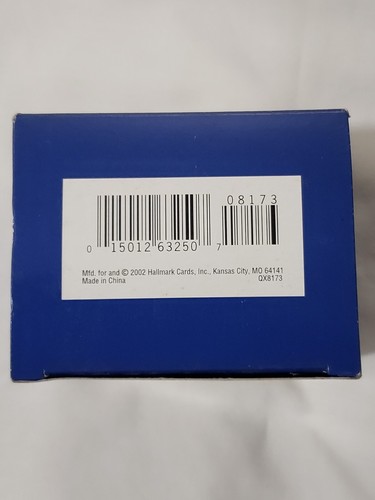 08173
0 15012 63250 7
Mfd. for and © 2002 Hallmark Cards, Inc., Kansas City, MO 64141
Made in China QX8173